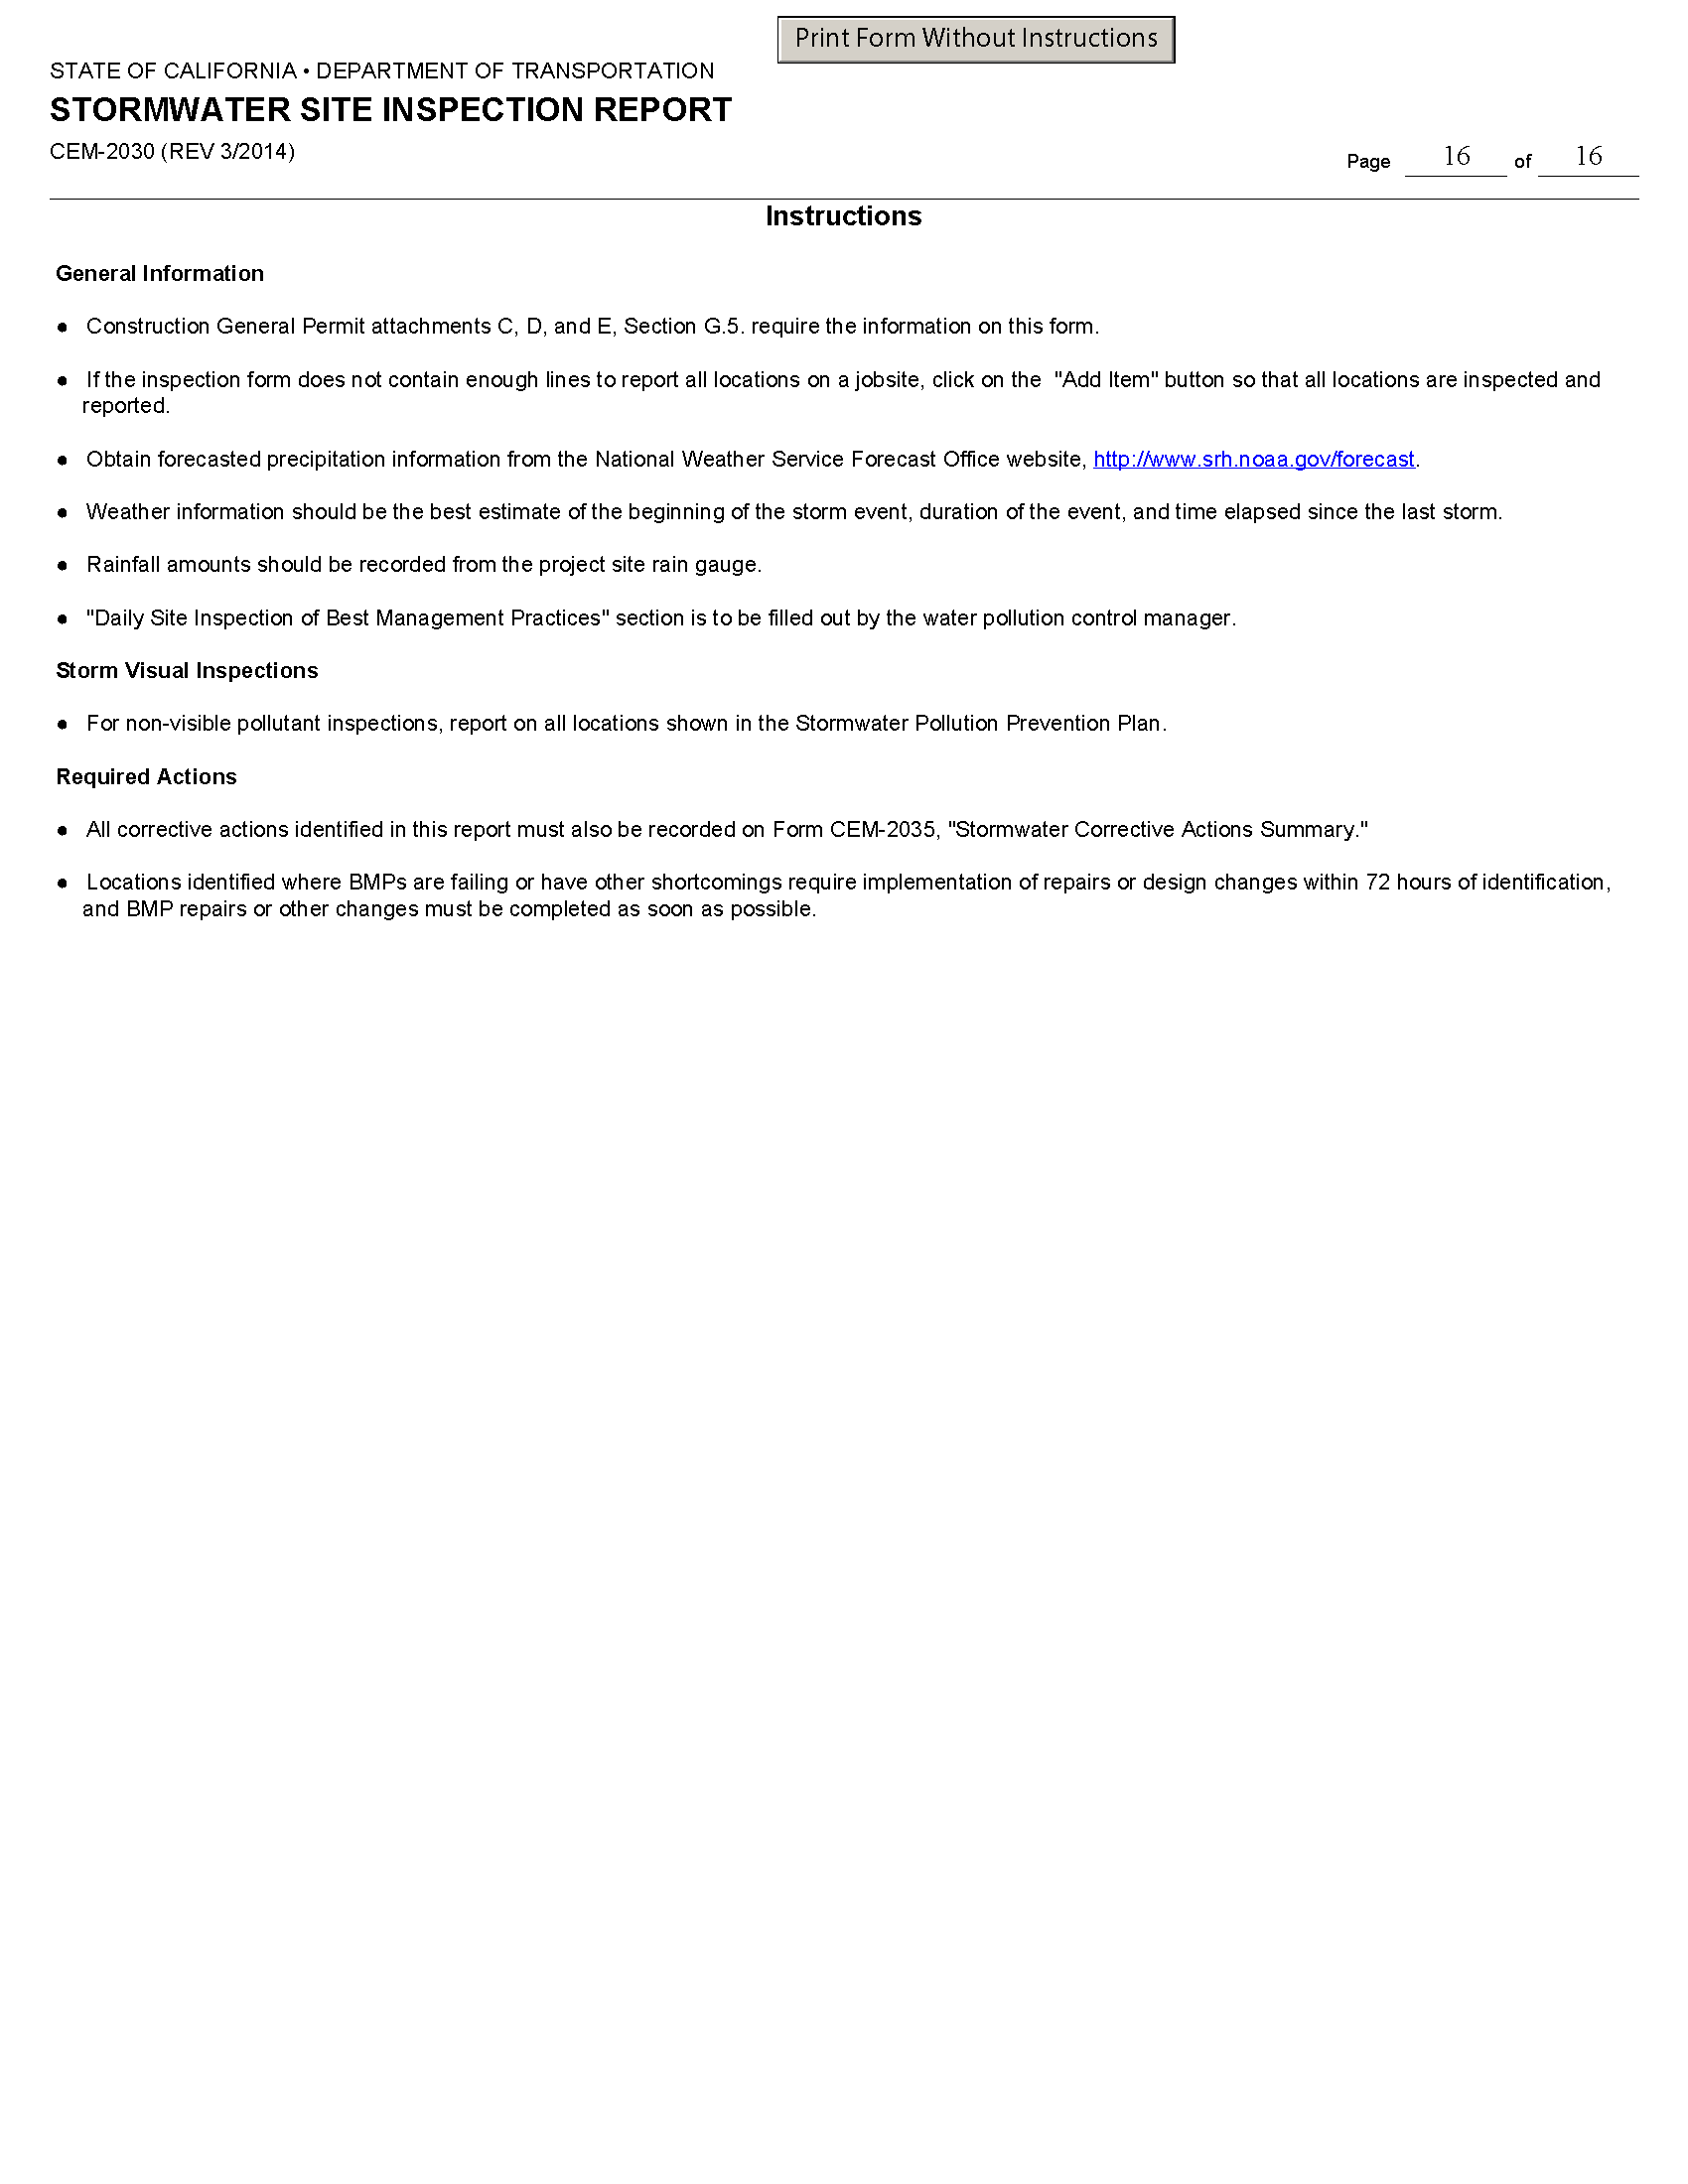 Print Form Without Instructions
STATE OF CALIFORNIA • DEPARTMENT OF TRANSPORTATION
STORMWATER SITE INSPECTION REPORT
CEM-2030 (REV 3/2014)
Page 16 of 16
Instructions
General Information
● Construction General Permit attachments C, D, and E, Section G.5. require the information on this form.
● If the inspection form does not contain enough lines to report all locations on a jobsite, click on the "Add Item" button so that all locations are inspected and
reported.
● Obtain forecasted precipitation information from the National Weather Service Forecast Office website, http://www.srh.noaa.gov/forecast.
● Weather information should be the best estimate of the beginning of the storm event, duration of the event, and time elapsed since the last storm.
● Rainfall amounts should be recorded from the project site rain gauge.
● "Daily Site Inspection of Best Management Practices" section is to be filled out by the water pollution control manager.
Storm Visual Inspections
● For non-visible pollutant inspections, report on all locations shown in the Stormwater Pollution Prevention Plan.
Required Actions
● All corrective actions identified in this report must also be recorded on Form CEM-2035, "Stormwater Corrective Actions Summary."
● Locations identified where BMPs are failing or have other shortcomings require implementation of repairs or design changes within 72 hours of identification,
and BMP repairs or other changes must be completed as soon as possible.